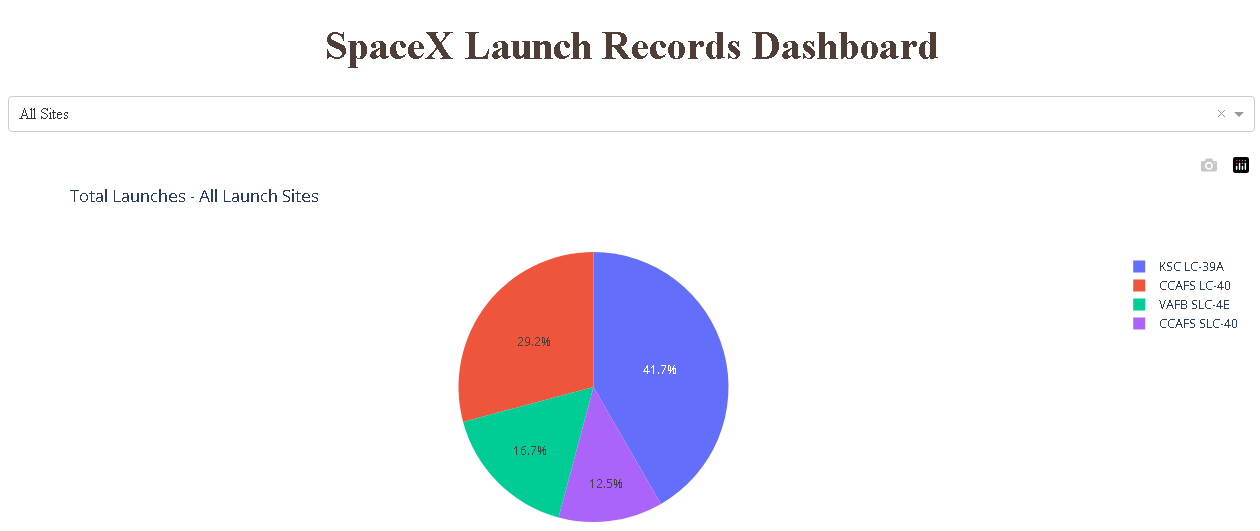 SpaceX Launch Records Dashboard
All Sites
Total Launches - All Launch Sites
KSC LC-39A
CCAFS LC-40
VAFB SLC-4E
CCAFS SLC-40
29.2%
41.7%
16.7%
12.5%